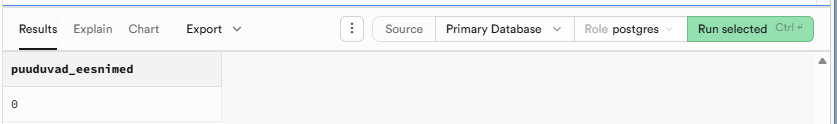 Results Explain Chart Export Source Primary Database Role postgres Run selected Ctrl ↵
puuduvad_eesnimed
0